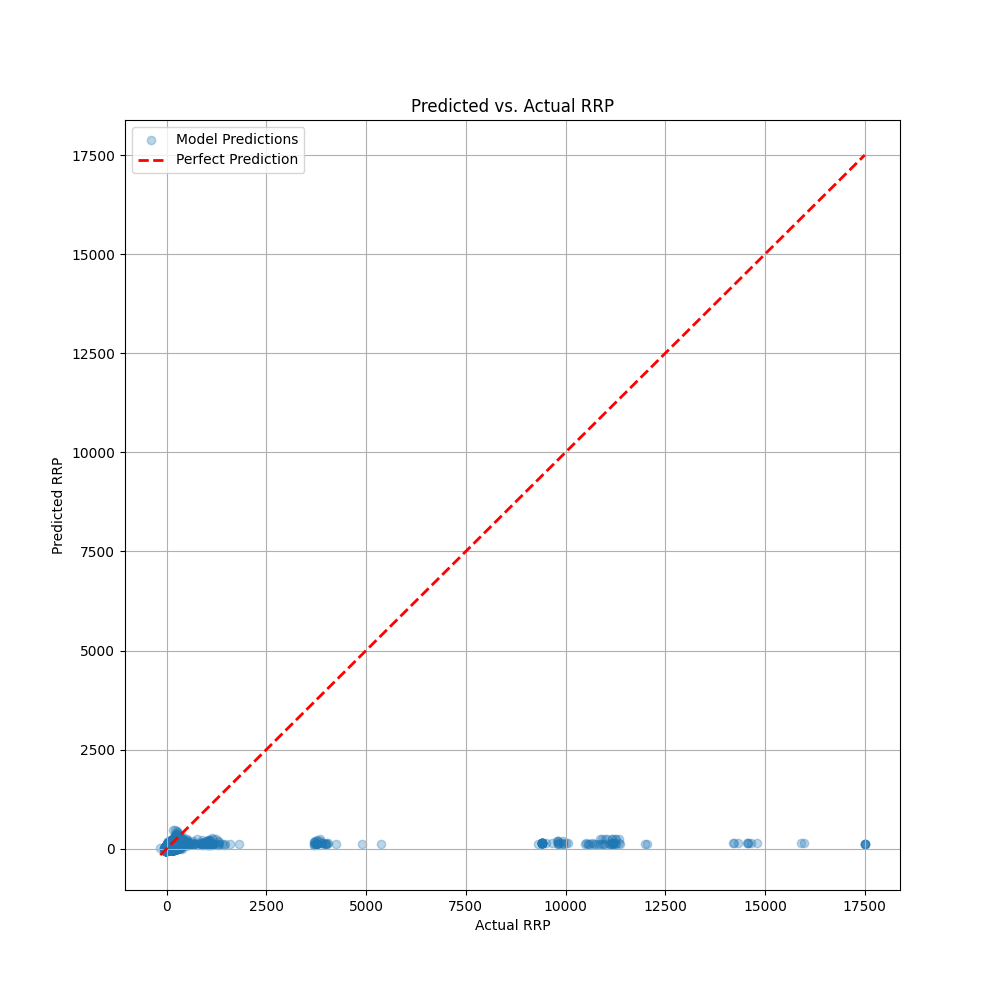 Predicted vs. Actual RRP
Model Predictions
Perfect Prediction
17500
15000
12500
10000
7500
5000
2500
0
Predicted RRP
0 2500 5000 7500 10000 12500 15000 17500
Actual RRP